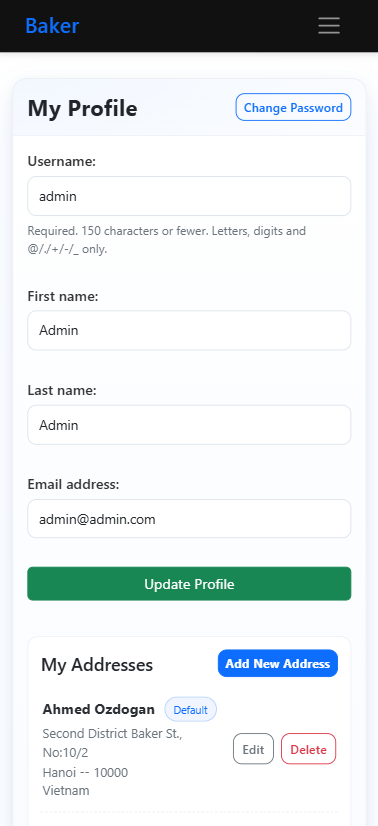 Baker
My Profile
Change Password
Username:
admin
Required. 150 characters or fewer. Letters, digits and
@/./+/-/_ only.
First name:
Admin
Last name:
Admin
Email address:
admin@admin.com
Update Profile
My Addresses
Add New Address
Ahmed Ozdogan Default
Second District Baker St.,
No:10/2
Hanoi -- 10000
Vietnam
Edit Delete